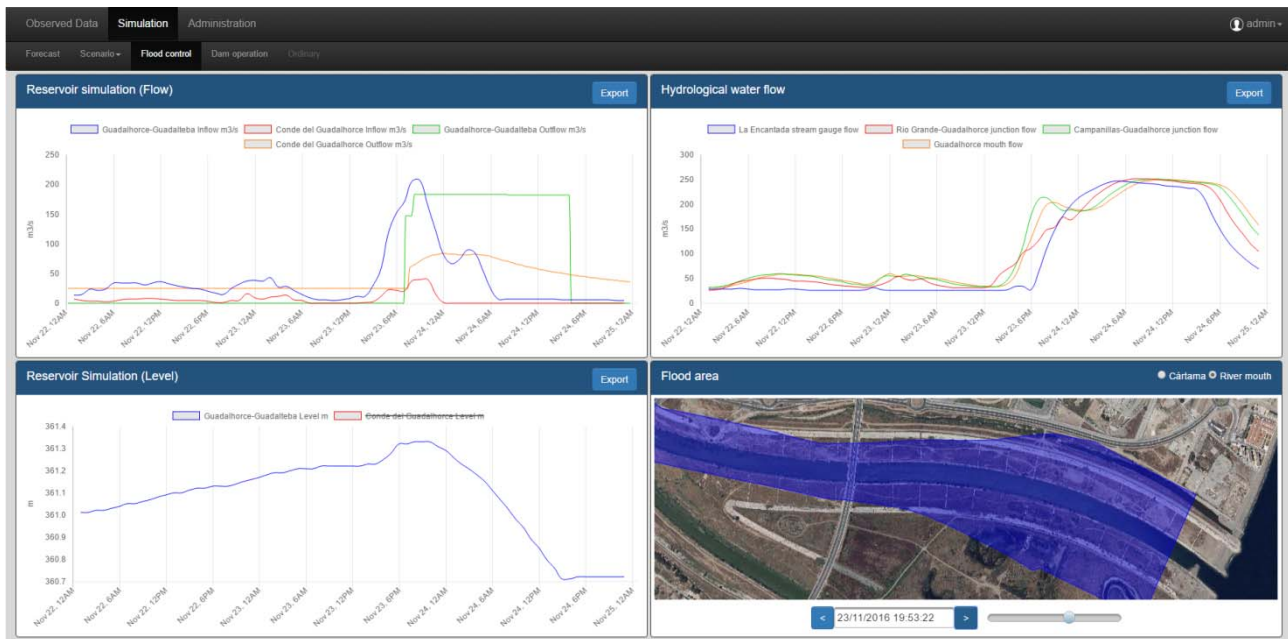 Observed Data Simulation Administration admin
Forecast Scenario Flood control Dam operation Ordinary
Reservoir simulation (Flow) Export
Guadalhorce-Guadalteba Inflow m3/s Conde del Guadalhorce Inflow m3/s Guadalhorce-Guadalteba Outflow m3/s
Conde del Guadalhorce Outflow m3/s
250
200
150
100
50
0
m3/s
Nov 22, 12AM Nov 22, 6AM Nov 22, 12PM Nov 22, 6PM Nov 23, 12AM Nov 23, 6AM Nov 23, 12PM Nov 23, 6PM Nov 24, 12AM Nov 24, 6AM Nov 24, 12PM Nov 24, 6PM Nov 25, 12AM
Hydrological water flow Export
La Encantada stream gauge flow Rio Grande-Guadalhorce junction flow Campanillas-Guadalhorce junction flow
Guadalhorce mouth flow
300
250
200
150
100
50
0
m3/s
Nov 22, 12AM Nov 22, 6AM Nov 22, 12PM Nov 22, 6PM Nov 23, 12AM Nov 23, 6AM Nov 23, 12PM Nov 23, 6PM Nov 24, 12AM Nov 24, 6AM Nov 24, 12PM Nov 24, 6PM Nov 25, 12AM
Reservoir Simulation (Level) Export
Guadalhorce-Guadalteba Level m Conde del Guadalhorce Level m
361.4
361.3
361.2
361.1
361.0
360.9
360.8
360.7
m
Nov 22, 12AM Nov 22, 6AM Nov 22, 12PM Nov 22, 6PM Nov 23, 12AM Nov 23, 6AM Nov 23, 12PM Nov 23, 6PM Nov 24, 12AM Nov 24, 6AM Nov 24, 12PM Nov 24, 6PM Nov 25, 12AM
Flood area Cártama River mouth
< 23/11/2016 19:53:22 >